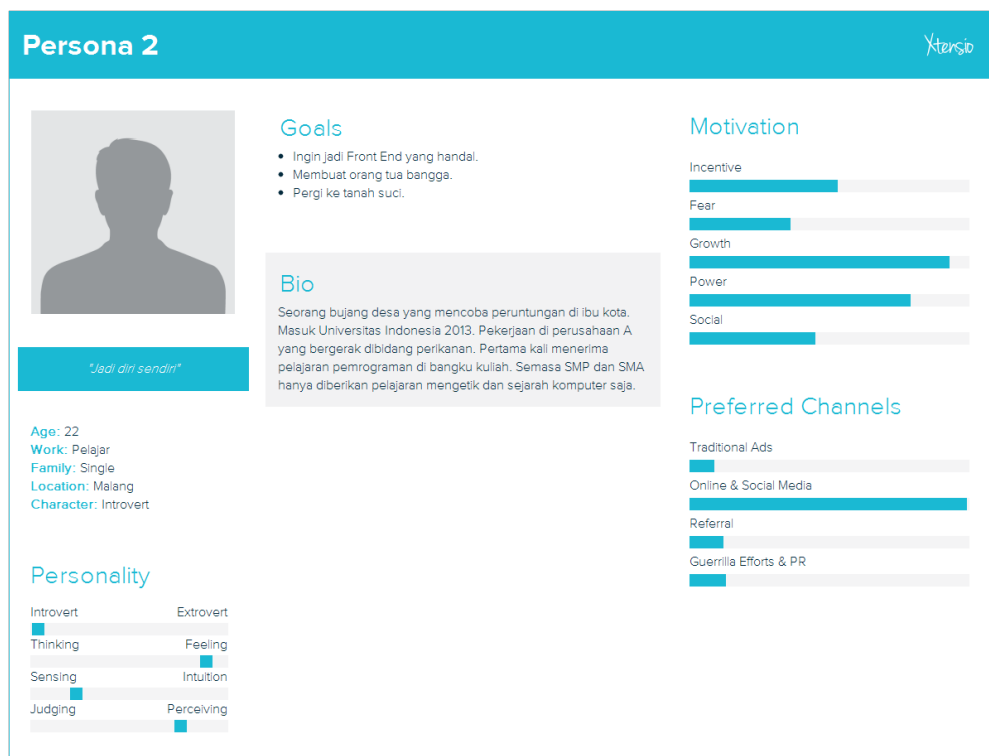 Persona 2
Xtensio
"Jadi diri sendiri"
Age: 22
Work: Pelajar
Family: Single
Location: Malang
Character: Introvert
Personality
Introvert Extrovert
Thinking Feeling
Sensing Intuition
Judging Perceiving
Goals
• Ingin jadi Front End yang handal.
• Membuat orang tua bangga.
• Pergi ke tanah suci.
Bio
Seorang bujang desa yang mencoba peruntungan di ibu kota.
Masuk Universitas Indonesia 2013. Pekerjaan di perusahaan A
yang bergerak dibidang perikanan. Pertama kali menerima
pelajaran pemrograman di bangku kuliah. Semasa SMP dan SMA
hanya diberikan pelajaran mengetik dan sejarah komputer saja.
Motivation
Incentive
Fear
Growth
Power
Social
Preferred Channels
Traditional Ads
Online & Social Media
Referral
Guerrilla Efforts & PR